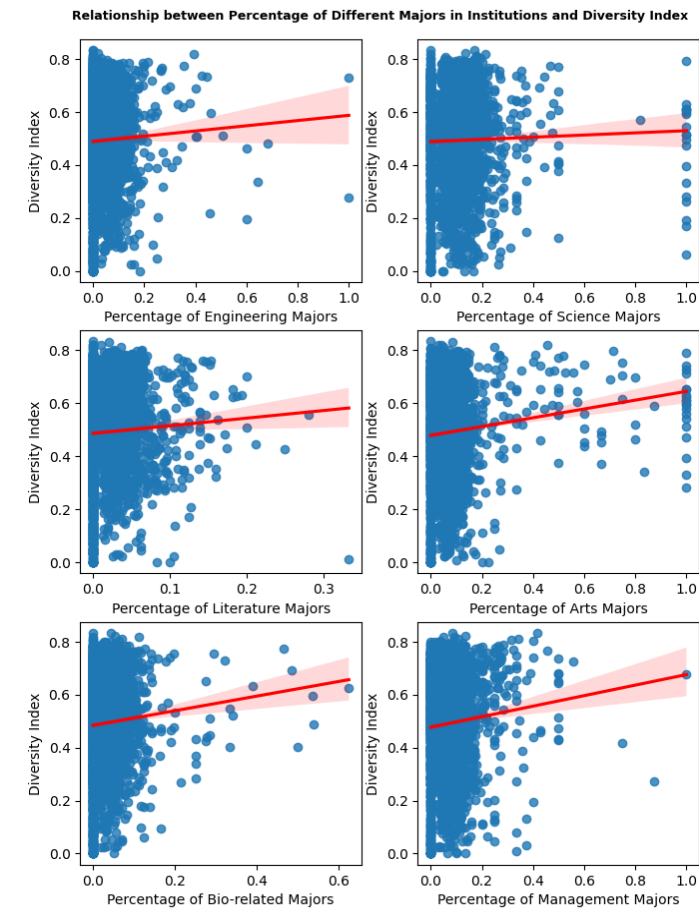 Relationship between Percentage of Different Majors in Institutions and Diversity Index
0.8
0.6
0.4
0.2
0.0
Diversity Index
0.0 0.2 0.4 0.6 0.8 1.0
Percentage of Engineering Majors
0.8
0.6
0.4
0.2
0.0
Diversity Index
0.0 0.2 0.4 0.6 0.8 1.0
Percentage of Science Majors
0.8
0.6
0.4
0.2
0.0
Diversity Index
0.0 0.1 0.2 0.3
Percentage of Literature Majors
0.8
0.6
0.4
0.2
0.0
Diversity Index
0.0 0.2 0.4 0.6 0.8 1.0
Percentage of Arts Majors
0.8
0.6
0.4
0.2
0.0
Diversity Index
0.0 0.2 0.4 0.6
Percentage of Bio-related Majors
0.8
0.6
0.4
0.2
0.0
Diversity Index
0.0 0.2 0.4 0.6 0.8 1.0
Percentage of Management Majors